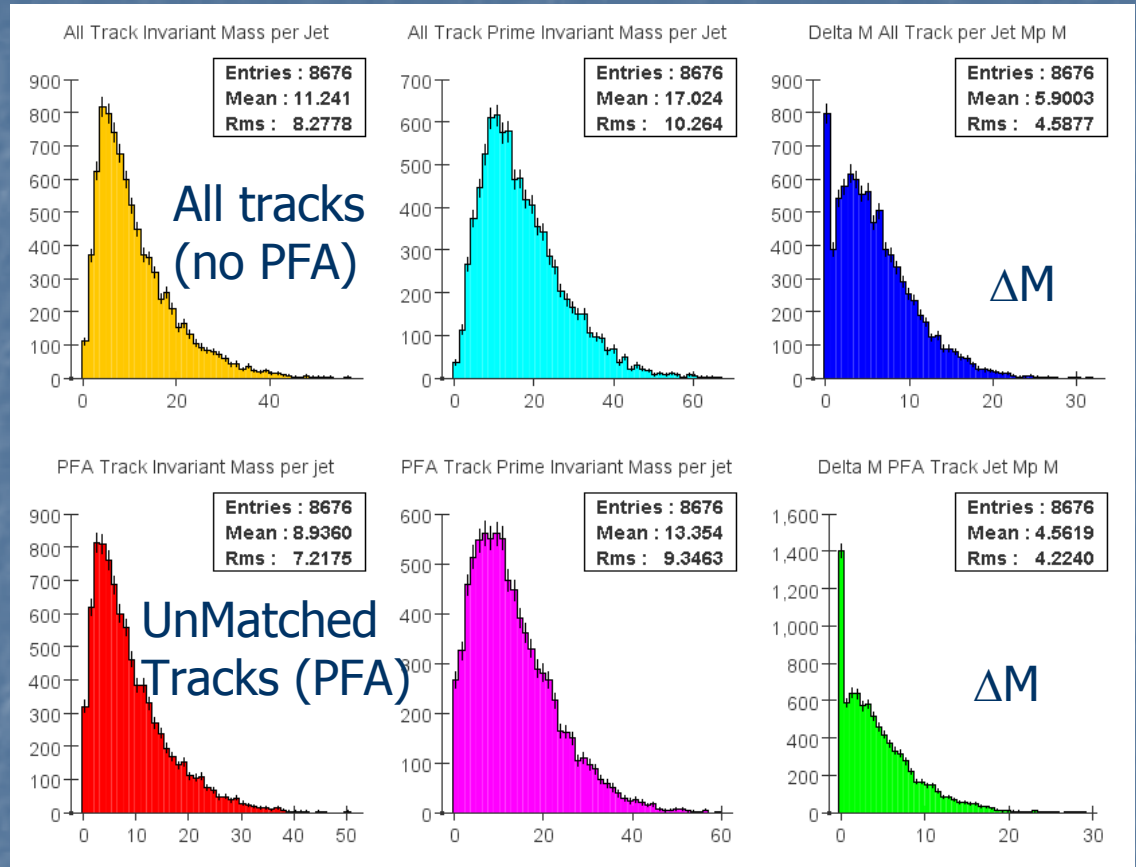 All Track Invariant Mass per Jet
Entries : 8676
Mean : 11.241
Rms : 8.2778
900
800
700
600
500
400
300
200
100
0
0 20 40
All tracks
(no PFA)
All Track Prime Invariant Mass per Jet
Entries : 8676
Mean : 17.024
Rms : 10.264
700
600
500
400
300
200
100
0
0 20 40 60
Delta M All Track per Jet Mp M
Entries : 8676
Mean : 5.9003
Rms : 4.5877
900
800
700
600
500
400
300
200
100
0
0 10 20 30
ΔM
PFA Track Invariant Mass per jet
Entries : 8676
Mean : 8.9360
Rms : 7.2175
900
800
700
600
500
400
300
200
100
0
0 10 20 30 40 50
UnMatched
Tracks (PFA)
PFA Track Prime Invariant Mass per jet
Entries : 8676
Mean : 13.354
Rms : 9.3463
600
500
400
300
200
100
0
0 20 40 60
Delta M PFA Track Jet Mp M
Entries : 8676
Mean : 4.5619
Rms : 4.2240
1,600
1,400
1,200
1,000
800
600
400
200
0
0 10 20 30
ΔM